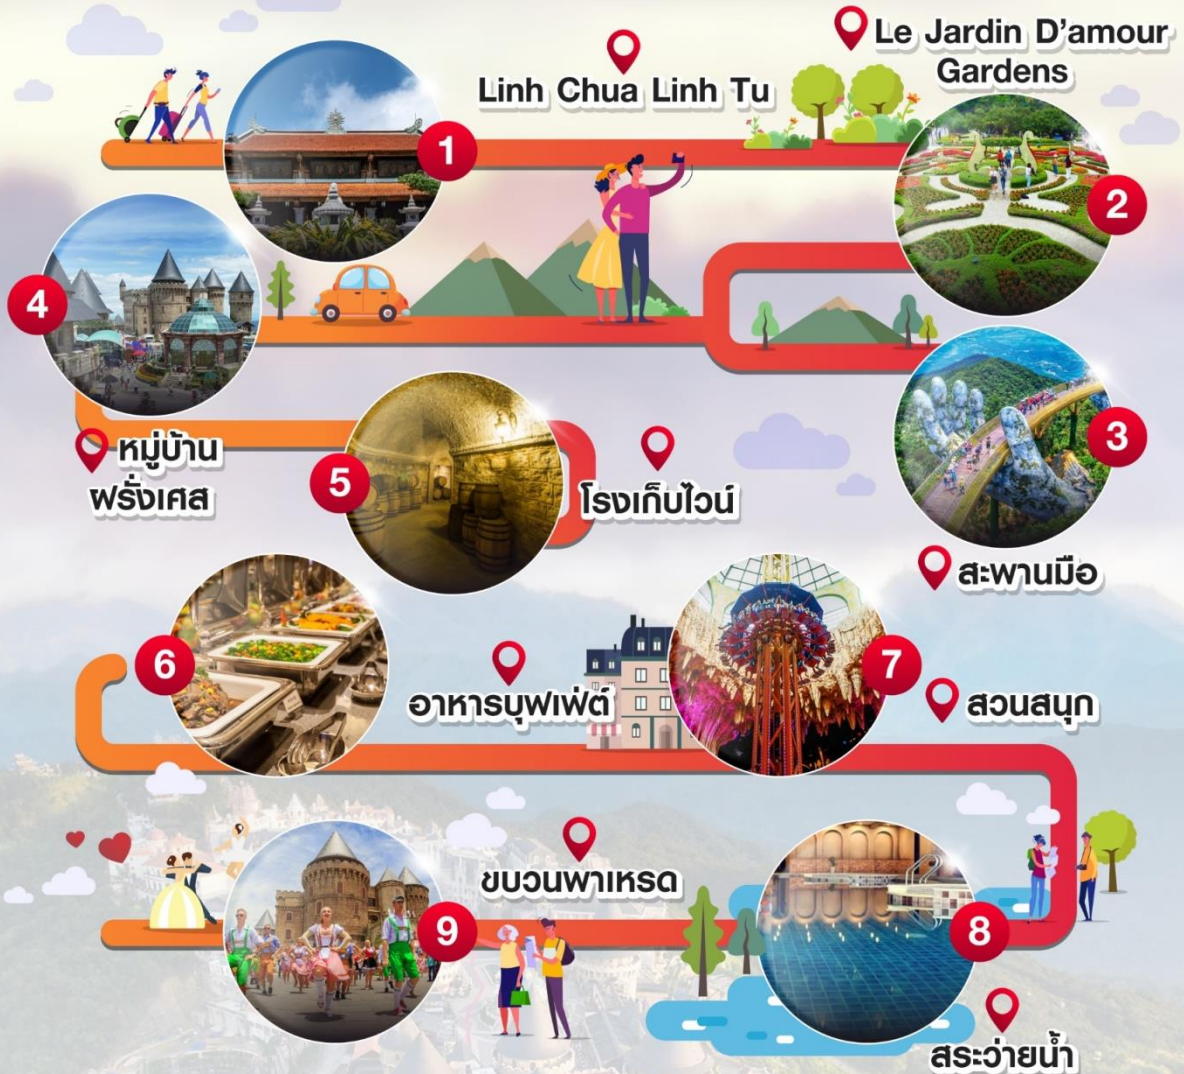 Linh Chua Linh Tu
1
Le Jardin D'amour
Gardens
2
3
สะพานมือ
4
หมู่บ้าน
ฝรั่งเศส
5
โรงเก็บไวน์
6
อาหารบุฟเฟ่ต์
7
สวนสนุก
8
สระว่ายน้ำ
9
ขบวนพาเหรด